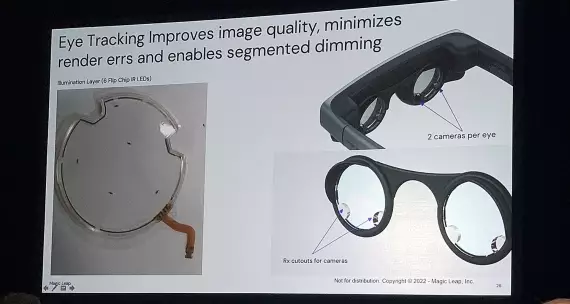 Eye Tracking Improves image quality, minimizes
render errs and enables segmented dimming
Illumination Layer (6 Flip Chip IR LEDs)
2 cameras per eye
Rx cutouts for cameras
Magic Leap
Not for distribution. Copyright © 2022 - Magic Leap, Inc.